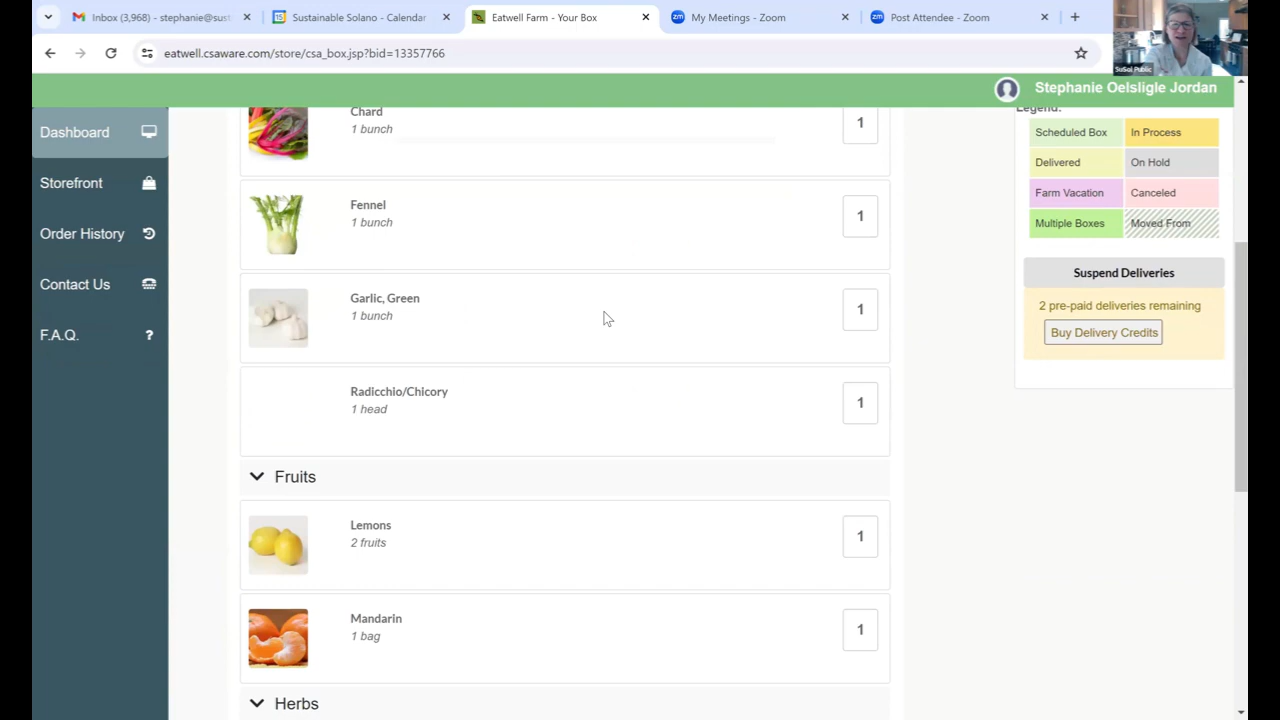 Inbox (3,968) - stephanie@sust
Sustainable Solano - Calendar
Eatwell Farm - Your Box
My Meetings - Zoom
Post Attendee - Zoom
eatwell.csaware.com/store/csa_box.jsp?bid=13357766
SuSol Public
Stephanie Oelsligle Jordan
Dashboard
Storefront
Order History
Contact Us
F.A.Q.
Chard
1 bunch
1
Fennel
1 bunch
1
Garlic, Green
1 bunch
1
Radicchio/Chicory
1 head
1
Fruits
Lemons
2 fruits
1
Mandarin
1 bag
1
Herbs
Legend:
Scheduled Box
In Process
Delivered
On Hold
Farm Vacation
Canceled
Multiple Boxes
Moved From
Suspend Deliveries
2 pre-paid deliveries remaining
Buy Delivery Credits